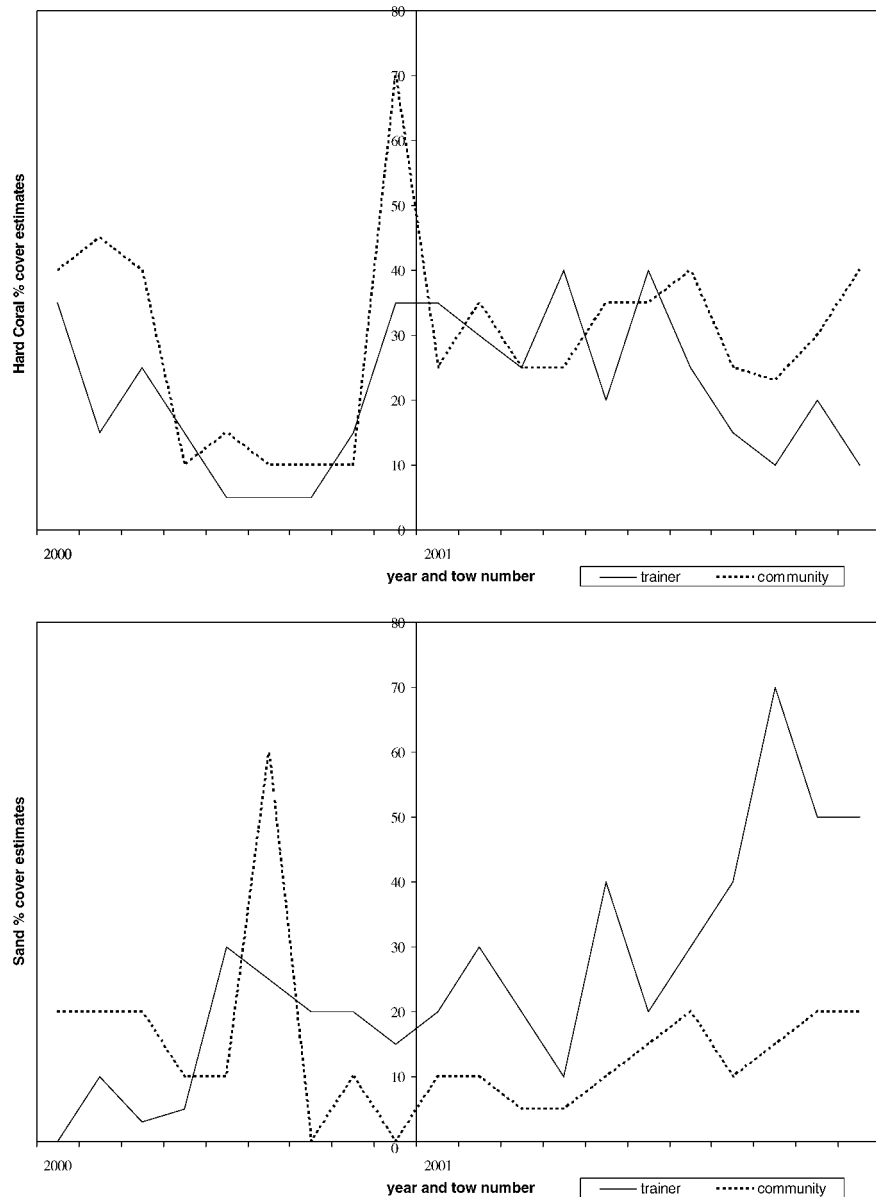 80
70
60
50
40
30
20
10
0
Hard Coral % cover estimates
2000
2001
year and tow number
trainer
community
80
70
60
50
40
30
20
10
0
Sand % cover estimates
2000
2001
year and tow number
trainer
community